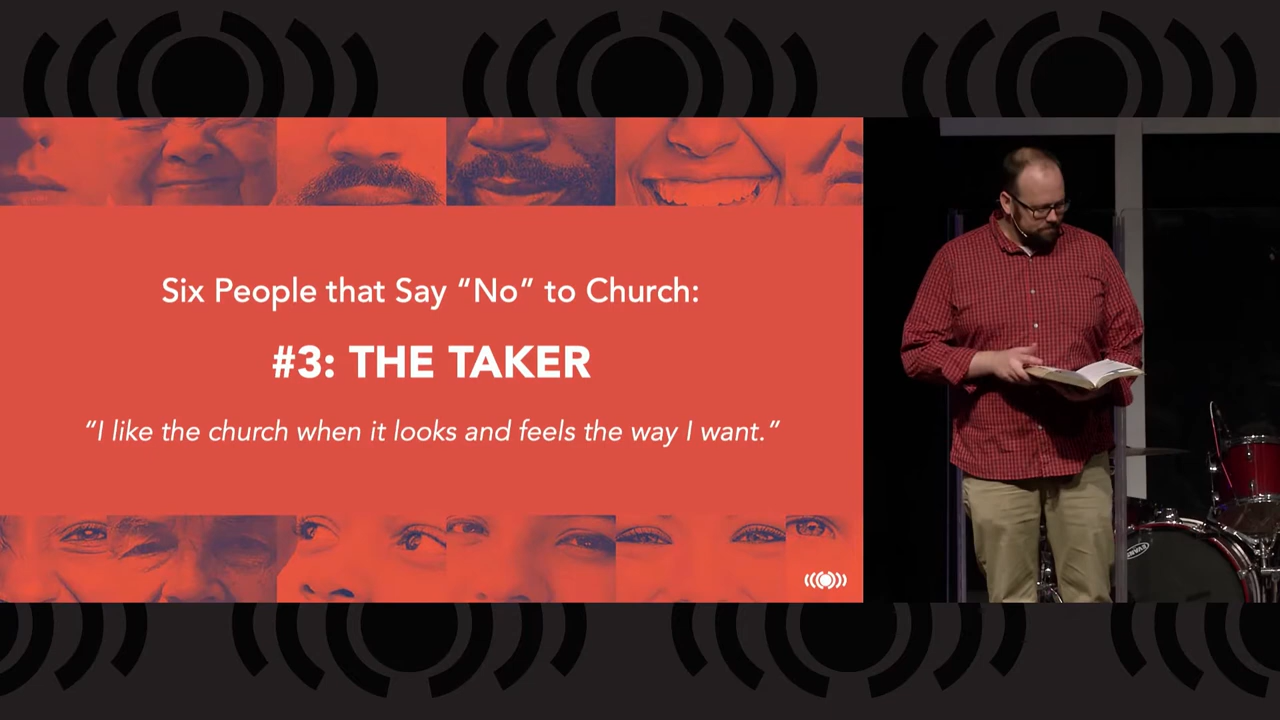 Six People that Say “No” to Church:
#3: THE TAKER
“I like the church when it looks and feels the way I want.”
EVANS